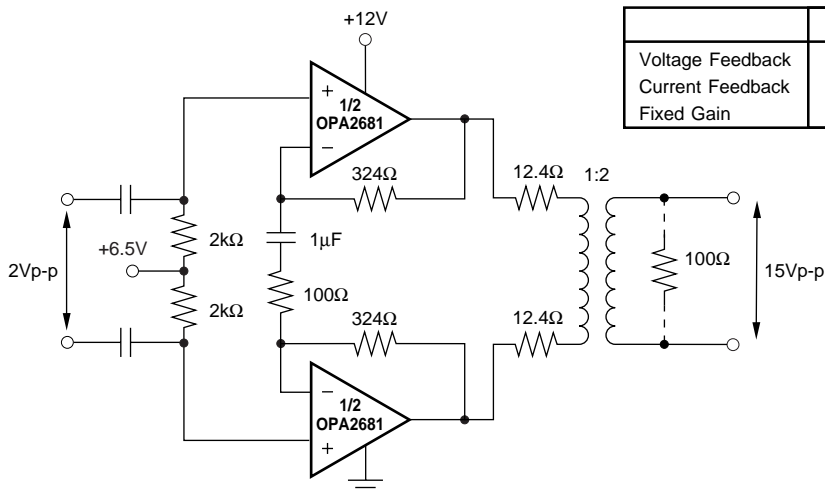 +12V
Voltage Feedback
Current Feedback
Fixed Gain
+
1/2
OPA2681
−
324Ω
12.4Ω
1:2
2kΩ
1µF
+6.5V
2Vp-p
100Ω
15Vp-p
2kΩ
100Ω
324Ω
12.4Ω
−
1/2
OPA2681
+